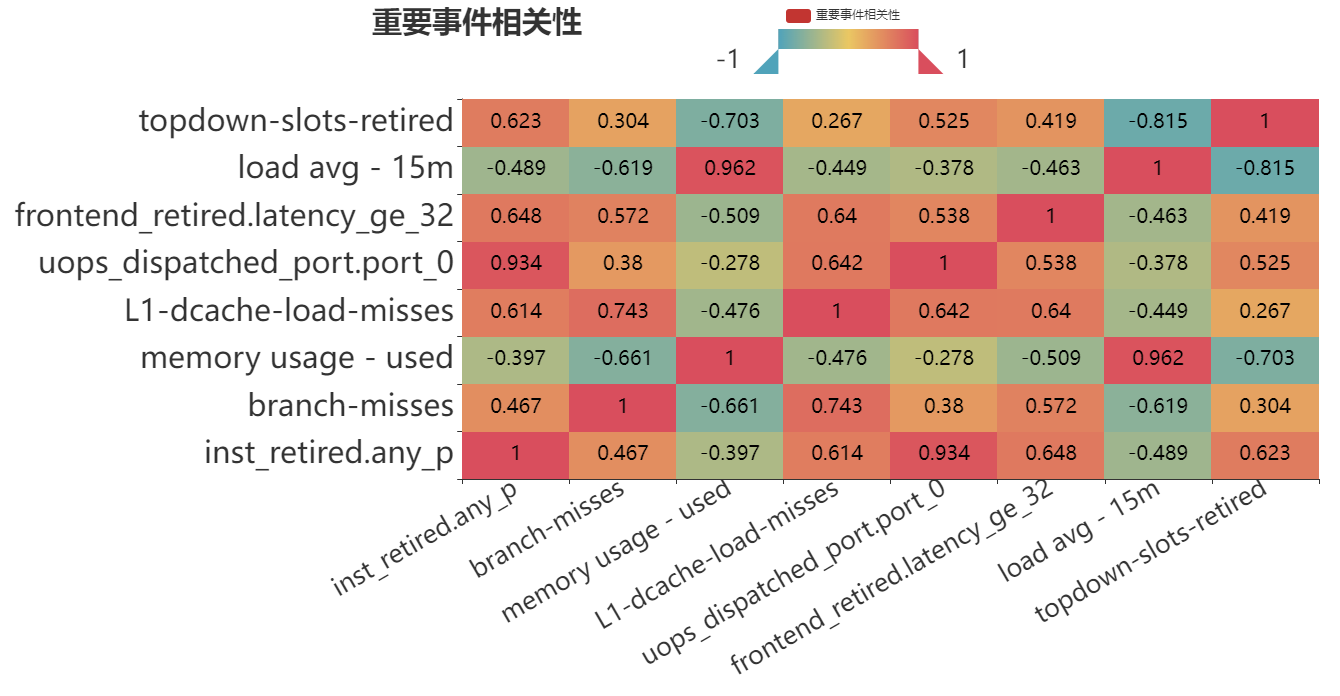 重要事件相关性
重要事件相关性
-1 1
topdown-slots-retired 0.623 0.304 -0.703 0.267 0.525 0.419 -0.815 1
load avg - 15m -0.489 -0.619 0.962 -0.449 -0.378 -0.463 1 -0.815
frontend_retired.latency_ge_32 0.648 0.572 -0.509 0.64 0.538 1 -0.463 0.419
uops_dispatched_port.port_0 0.934 0.38 -0.278 0.642 1 0.538 -0.378 0.525
L1-dcache-load-misses 0.614 0.743 -0.476 1 0.642 0.64 -0.449 0.267
memory usage - used -0.397 -0.661 1 -0.476 -0.278 -0.509 0.962 -0.703
branch-misses 0.467 1 -0.661 0.743 0.38 0.572 -0.619 0.304
inst_retired.any_p 1 0.467 -0.397 0.614 0.934 0.648 -0.489 0.623
inst_retired.any_p
branch-misses
memory usage - used
L1-dcache-load-misses
uops_dispatched_port.port_0
frontend_retired.latency_ge_32
load avg - 15m
topdown-slots-retired